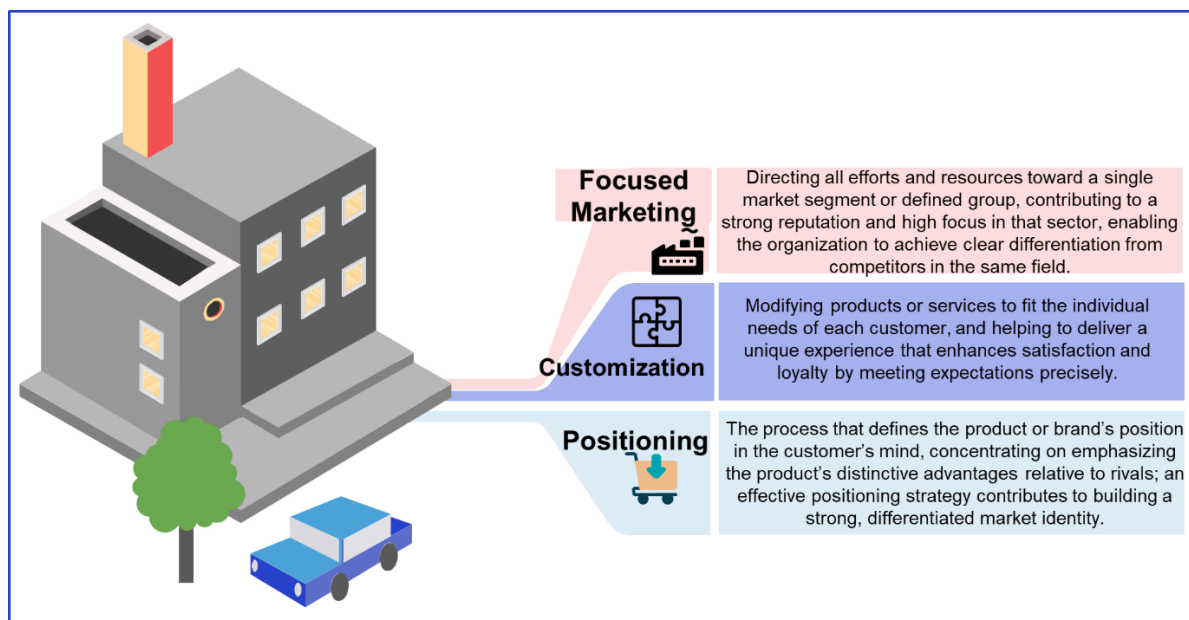 Focused
Marketing
Directing all efforts and resources toward a single
market segment or defined group, contributing to a
strong reputation and high focus in that sector, enabling
the organization to achieve clear differentiation from
competitors in the same field.
Customization
Modifying products or services to fit the individual
needs of each customer, and helping to deliver a
unique experience that enhances satisfaction and
loyalty by meeting expectations precisely.
Positioning
The process that defines the product or brand’s position
in the customer’s mind, concentrating on emphasizing
the product’s distinctive advantages relative to rivals; an
effective positioning strategy contributes to building a
strong, differentiated market identity.